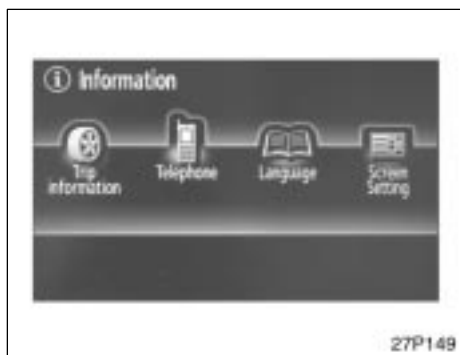 i Information
Trip information
Telephone
Language
Screen Setting
27P149